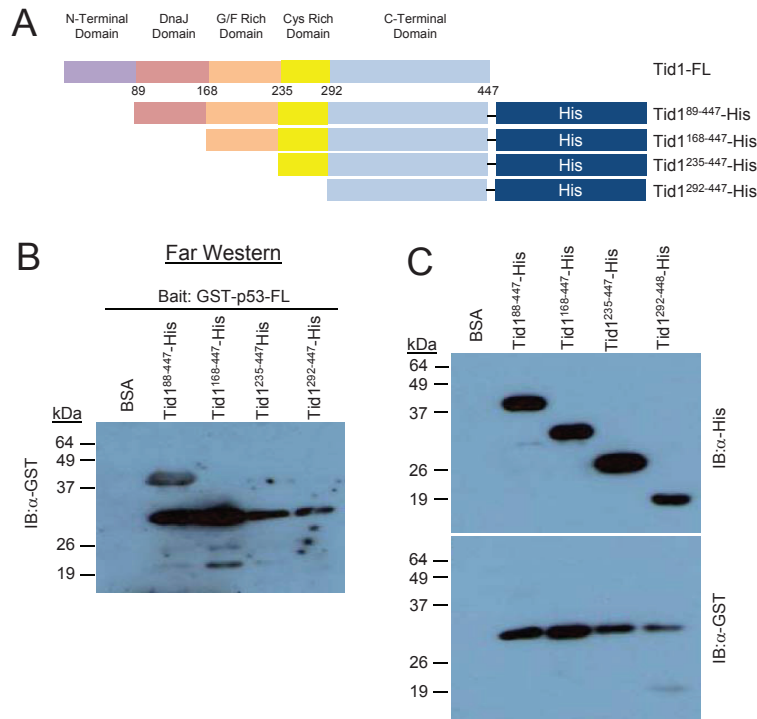 A
N-Terminal Domain
DnaJ Domain
G/F Rich Domain
Cys Rich Domain
C-Terminal Domain
Tid1-FL
89 168 235 292 447
His Tid1⁸⁹⁻⁴⁴⁷-His
His Tid1¹⁶⁸⁻⁴⁴⁷-His
His Tid1²³⁵⁻⁴⁴⁷-His
His Tid1²⁹²⁻⁴⁴⁷-His
B
Far Western
Bait: GST-p53-FL
BSA
Tid1⁸⁸⁻⁴⁴⁷-His
Tid1¹⁶⁸⁻⁴⁴⁷-His
Tid1²³⁵⁻⁴⁴⁷His
Tid1²⁹²⁻⁴⁴⁷-His
kDa
64
49
37
26
19
IB:α-GST
C
BSA
Tid1⁸⁸⁻⁴⁴⁷-His
Tid1¹⁶⁸⁻⁴⁴⁷-His
Tid1²³⁵⁻⁴⁴⁷-His
Tid1²⁹²⁻⁴⁴⁸-His
kDa
64
49
37
26
19
IB:α-His
64
49
37
26
19
IB:α-GST